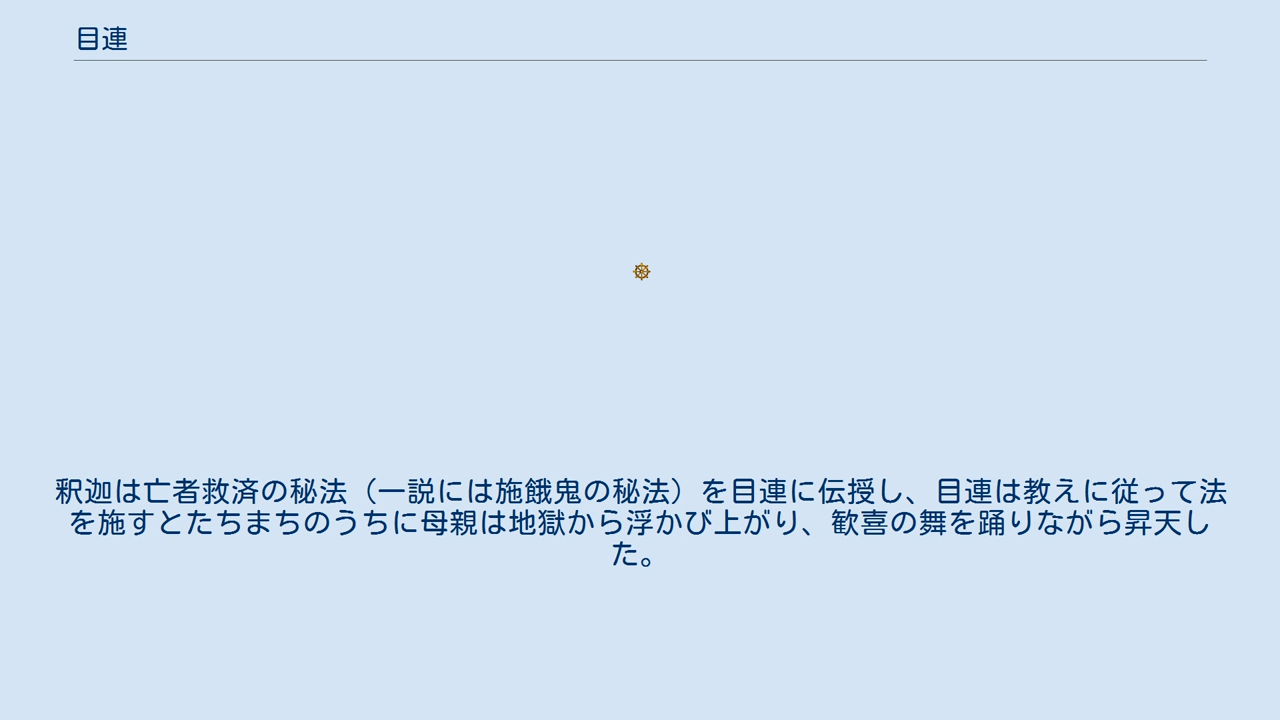 目連
釈迦は亡者救済の秘法（一説には施餓鬼の秘法）を目連に伝授し、目連は教えに従って法
を施すとたちまちのうちに母親は地獄から浮かび上がり、歓喜の舞を踊りながら昇天し
た。